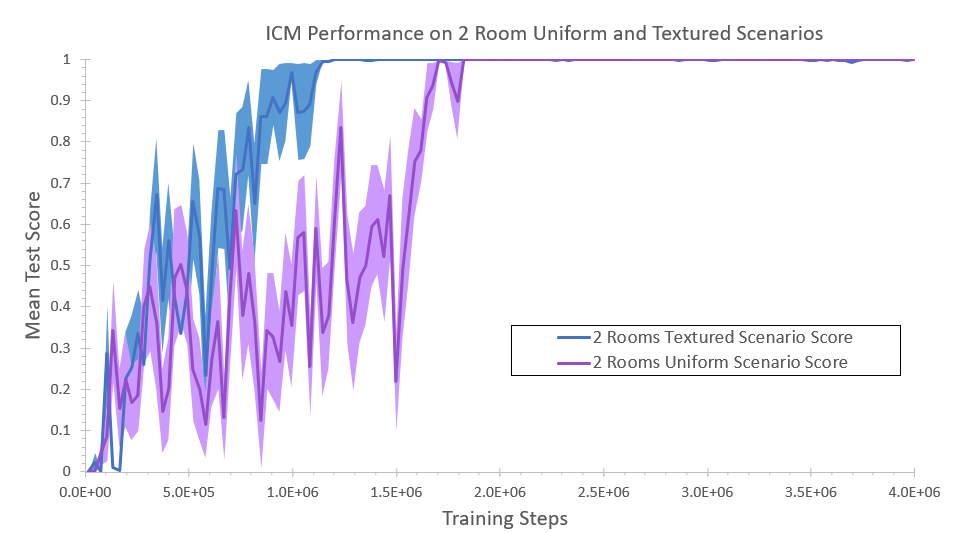 ICM Performance on 2 Room Uniform and Textured Scenarios
1
0.9
0.8
0.7
0.6
0.5
0.4
0.3
0.2
0.1
0
Mean Test Score
2 Rooms Textured Scenario Score
2 Rooms Uniform Scenario Score
0.0E+00 5.0E+05 1.0E+06 1.5E+06 2.0E+06 2.5E+06 3.0E+06 3.5E+06 4.0E+06
Training Steps